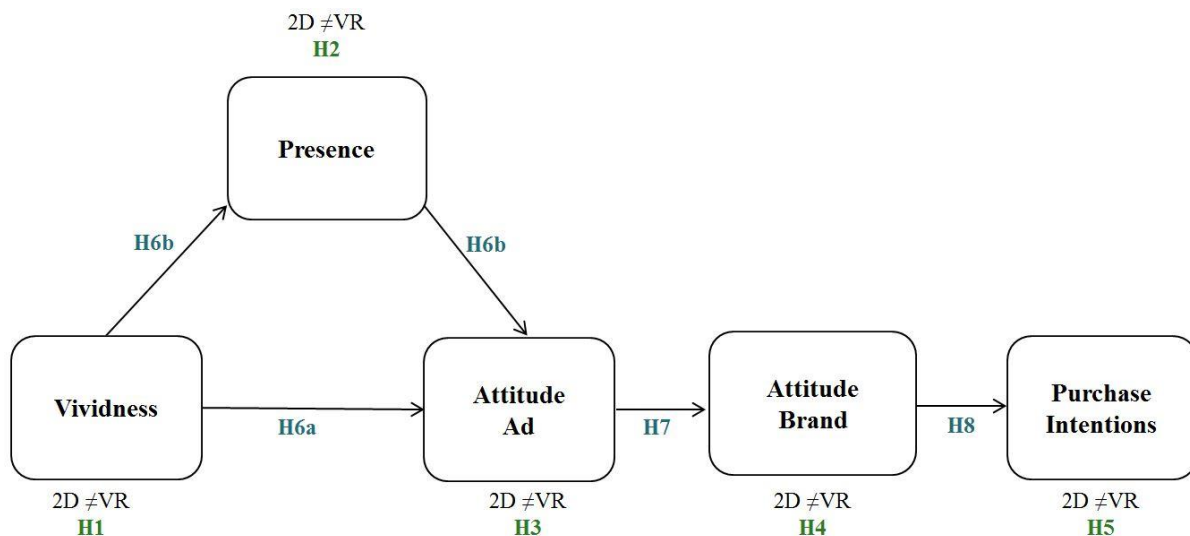 2D ≠VR
H2
Presence
H6b
H6b
Vividness
H6a
Attitude
Ad
H7
Attitude
Brand
H8
Purchase
Intentions
2D ≠VR
H1
2D ≠VR
H3
2D ≠VR
H4
2D ≠VR
H5